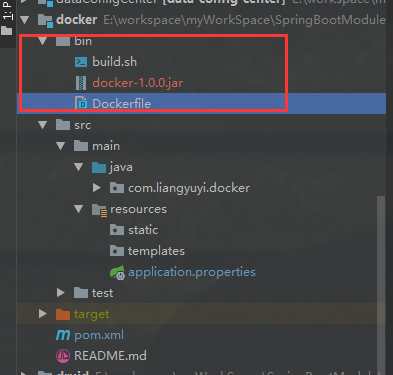 dataConfigCenter [data-config-center] E:\workspace\m
1: P
docker E:\workspace\myWorkSpace\SpringBootModule
bin
build.sh
docker-1.0.0.jar
Dockerfile
src
main
java
com.liangyuyi.docker
resources
static
templates
application.properties
test
target
pom.xml
README.md